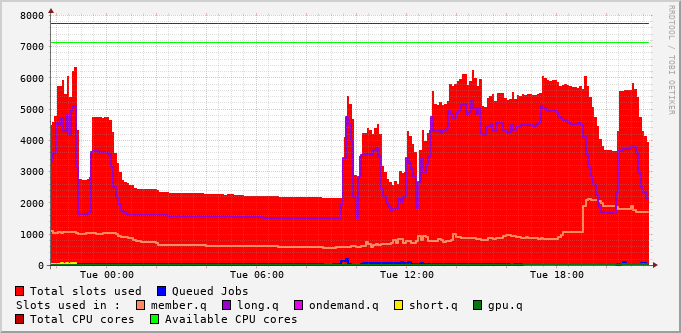 8000
7000
6000
5000
4000
3000
2000
1000
0
Tue 00:00 Tue 06:00 Tue 12:00 Tue 18:00
Total slots used Queued Jobs
Slots used in : member.q long.q ondemand.q short.q gpu.q
Total CPU cores Available CPU cores
RRDTOOL / TOBI OETIKER